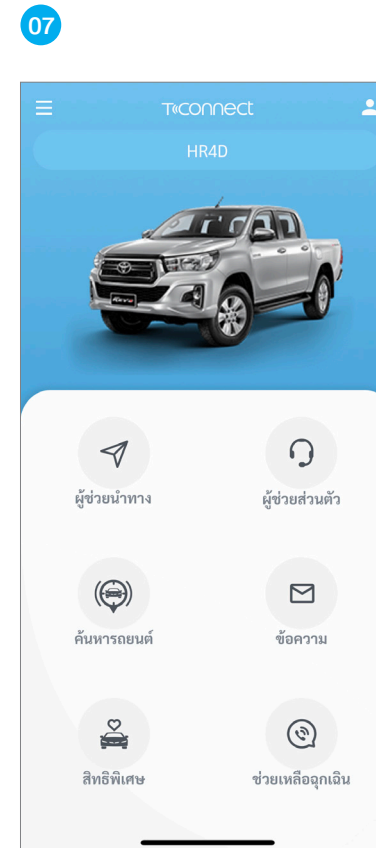 07
T-CONNECT
HR4D
ผู้ช่วยนำทาง
ผู้ช่วยส่วนตัว
ค้นหารถยนต์
ข้อความ
สิทธิพิเศษ
ช่วยเหลือฉุกเฉิน